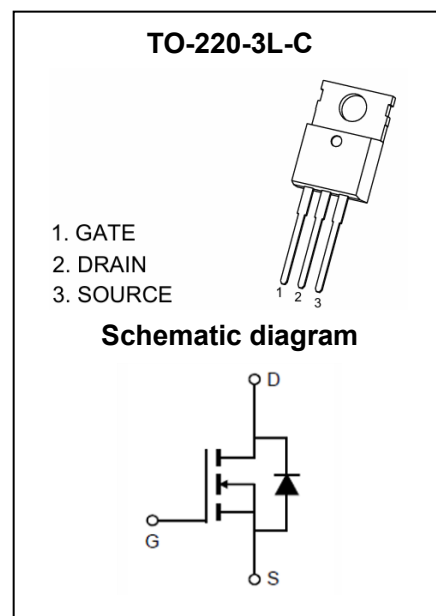 TO-220-3L-C
1. GATE
2. DRAIN
3. SOURCE
1 2 3
Schematic diagram
D
G
S